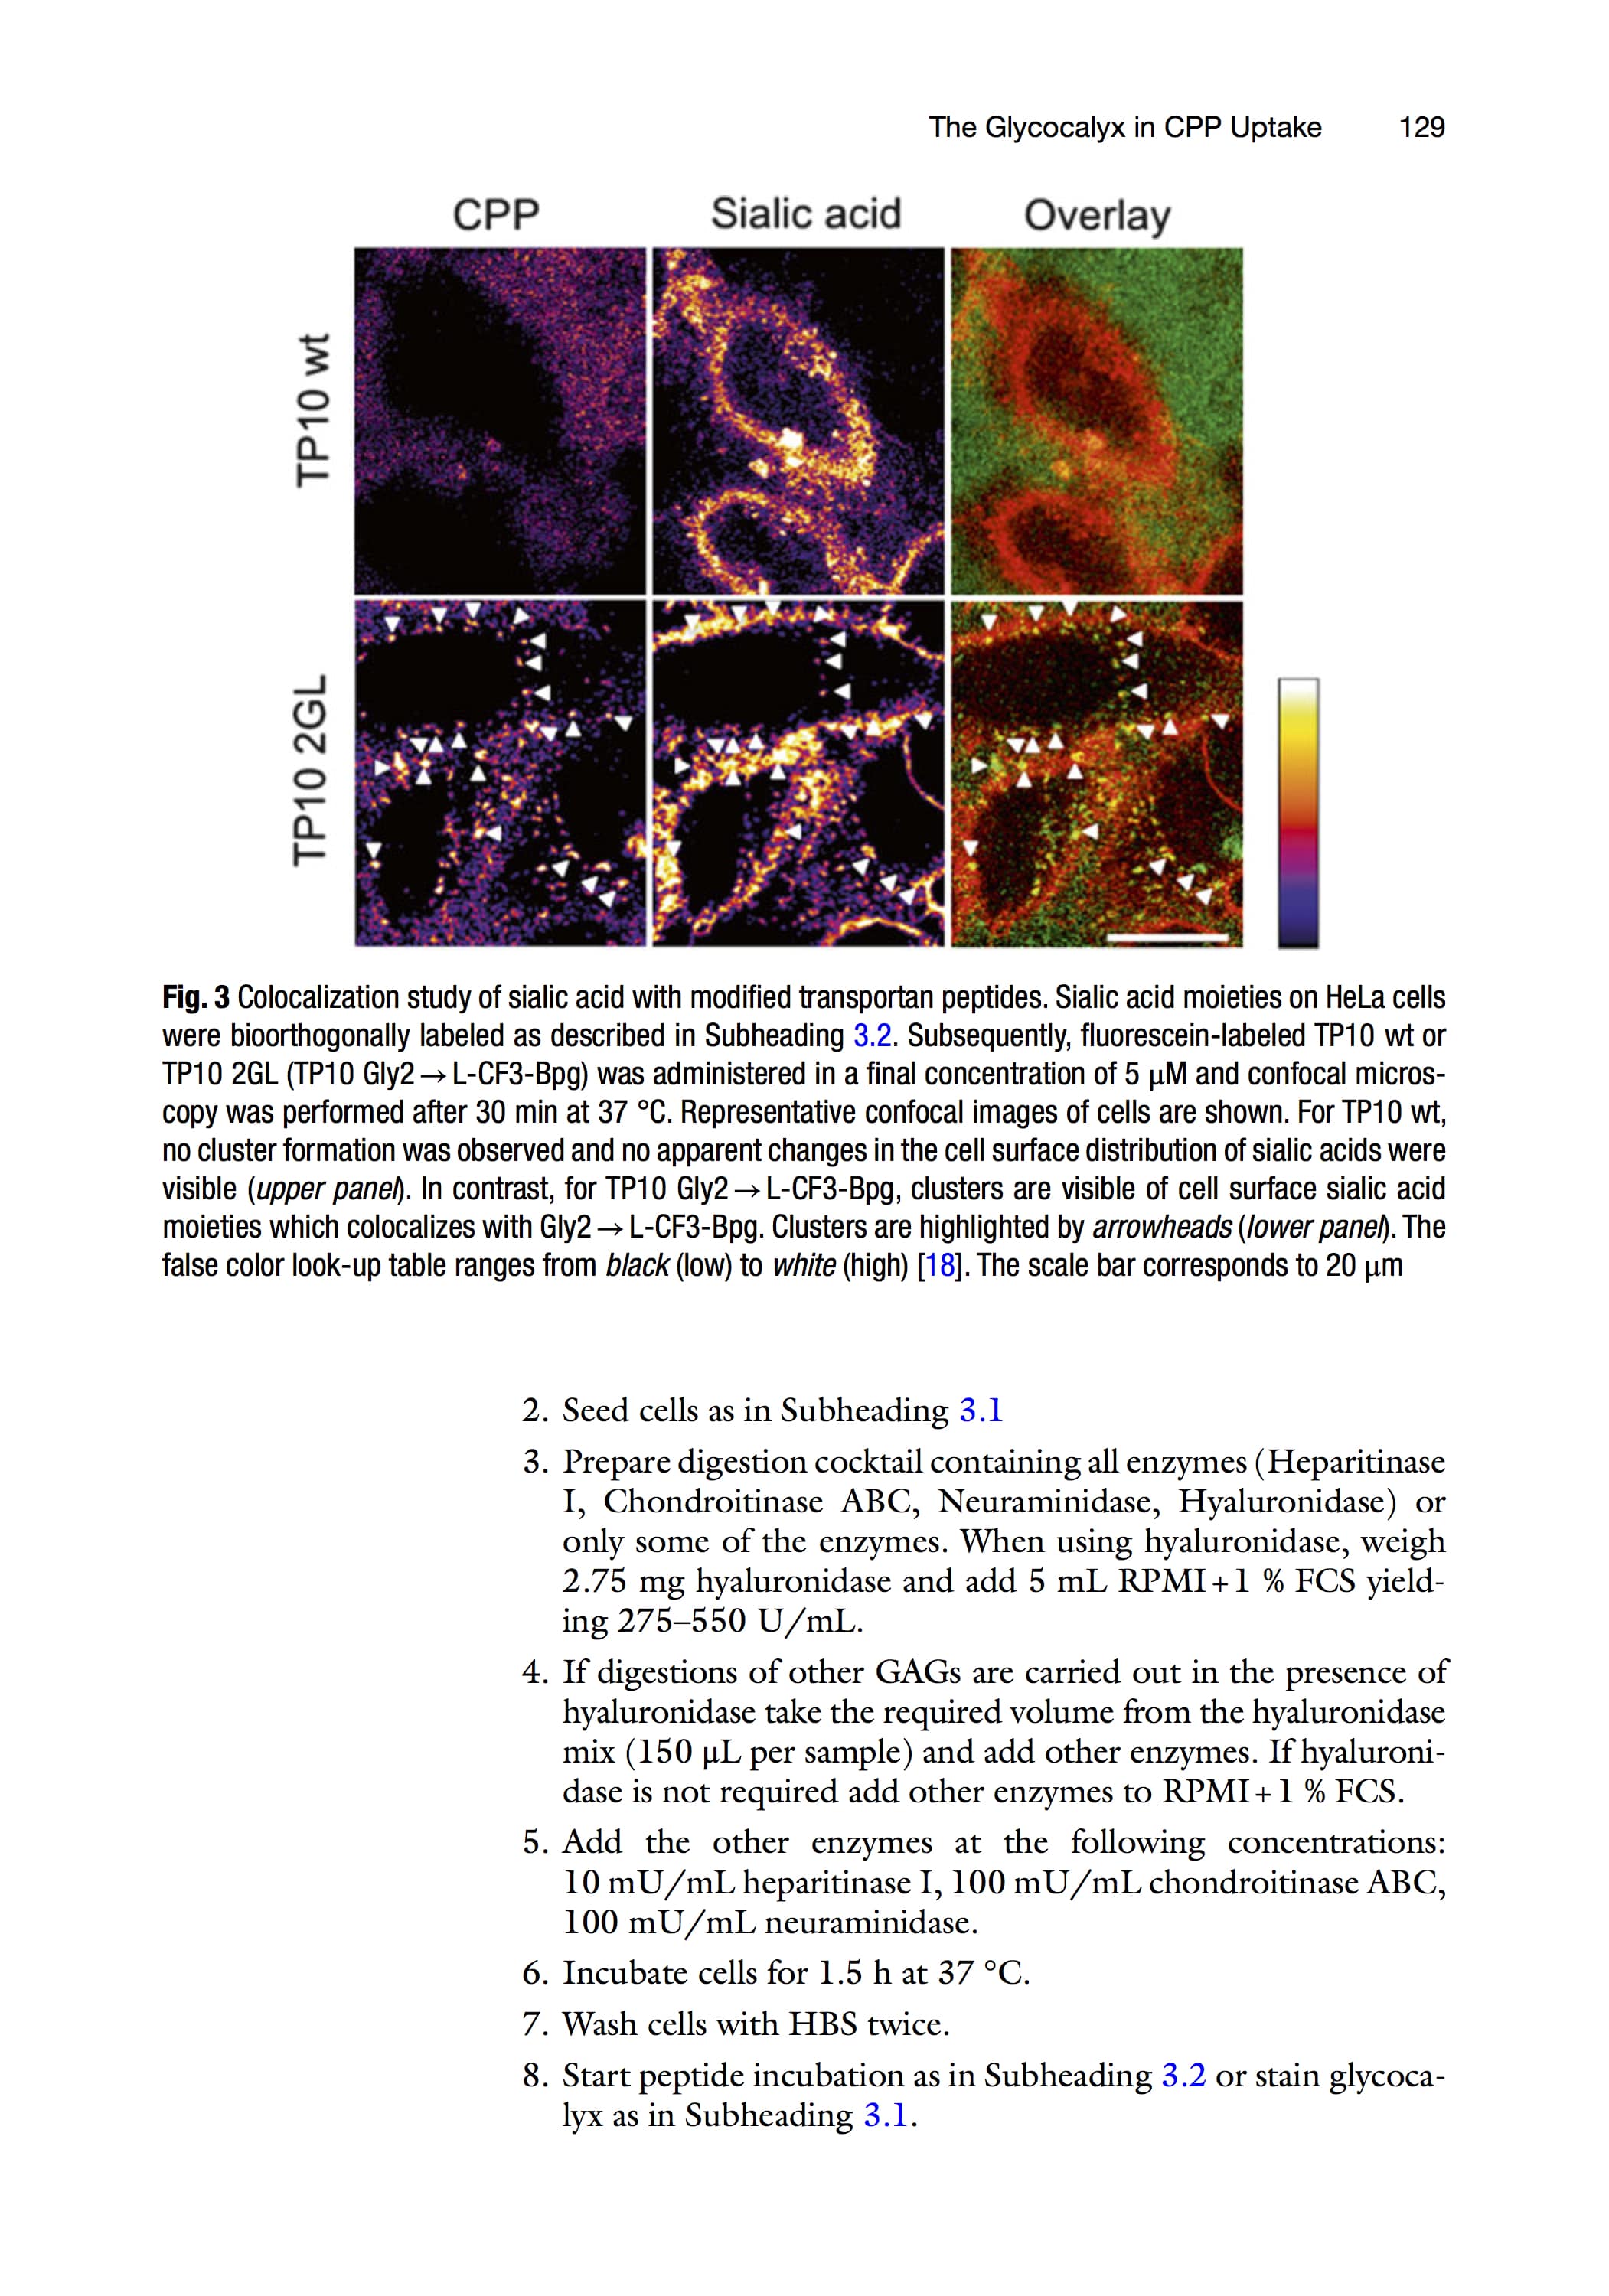 The Glycocalyx in CPP Uptake 129
CPP Sialic acid Overlay
TP10 wt
TP10 2GL
Fig. 3 Colocalization study of sialic acid with modified transportan peptides. Sialic acid moieties on HeLa cells
were bioorthogonally labeled as described in Subheading 3.2. Subsequently, fluorescein-labeled TP10 wt or
TP10 2GL (TP10 Gly2→L-CF3-Bpg) was administered in a final concentration of 5 μM and confocal micros-
copy was performed after 30 min at 37 °C. Representative confocal images of cells are shown. For TP10 wt,
no cluster formation was observed and no apparent changes in the cell surface distribution of sialic acids were
visible (upper panel). In contrast, for TP10 Gly2→L-CF3-Bpg, clusters are visible of cell surface sialic acid
moieties which colocalizes with Gly2→L-CF3-Bpg. Clusters are highlighted by arrowheads (lower panel). The
false color look-up table ranges from black (low) to white (high) [18]. The scale bar corresponds to 20 μm
2. Seed cells as in Subheading 3.1
3. Prepare digestion cocktail containing all enzymes (Heparitinase
I, Chondroitinase ABC, Neuraminidase, Hyaluronidase) or
only some of the enzymes. When using hyaluronidase, weigh
2.75 mg hyaluronidase and add 5 mL RPMI+1 % FCS yield-
ing 275–550 U/mL.
4. If digestions of other GAGs are carried out in the presence of
hyaluronidase take the required volume from the hyaluronidase
mix (150 μL per sample) and add other enzymes. If hyaluroni-
dase is not required add other enzymes to RPMI+1 % FCS.
5. Add the other enzymes at the following concentrations:
10 mU/mL heparitinase I, 100 mU/mL chondroitinase ABC,
100 mU/mL neuraminidase.
6. Incubate cells for 1.5 h at 37 °C.
7. Wash cells with HBS twice.
8. Start peptide incubation as in Subheading 3.2 or stain glycoca-
lyx as in Subheading 3.1.